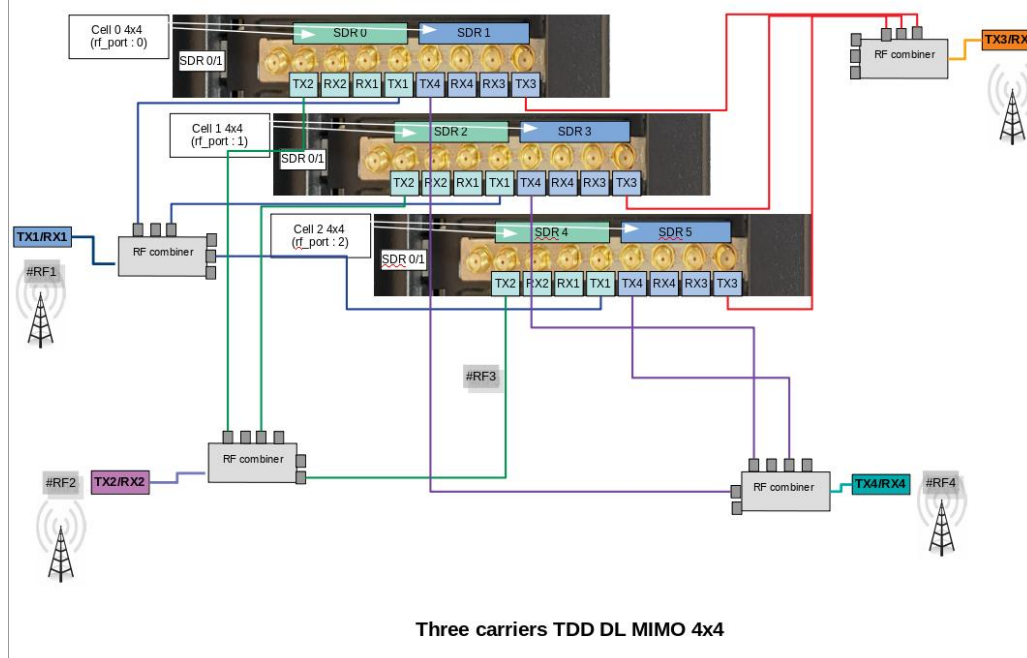 Cell 0 4x4
(rf_port : 0)
SDR 0
SDR 1
SDR 0/1
TX2
RX2
RX1
TX1
TX4
RX4
RX3
TX3
RF combiner
TX3/RX
Cell 1 4x4
(rf_port : 1)
SDR 2
SDR 3
SDR 0/1
TX2
RX2
RX1
TX1
TX4
RX4
RX3
TX3
Cell 2 4x4
(rf_port : 2)
SDR 4
SDR 5
SDR 0/1
TX2
RX2
RX1
TX1
TX4
RX4
RX3
TX3
TX1/RX1
RF combiner
#RF1
#RF3
RF combiner
#RF2
TX2/RX2
RF combiner
TX4/RX4
#RF4
Three carriers TDD DL MIMO 4x4